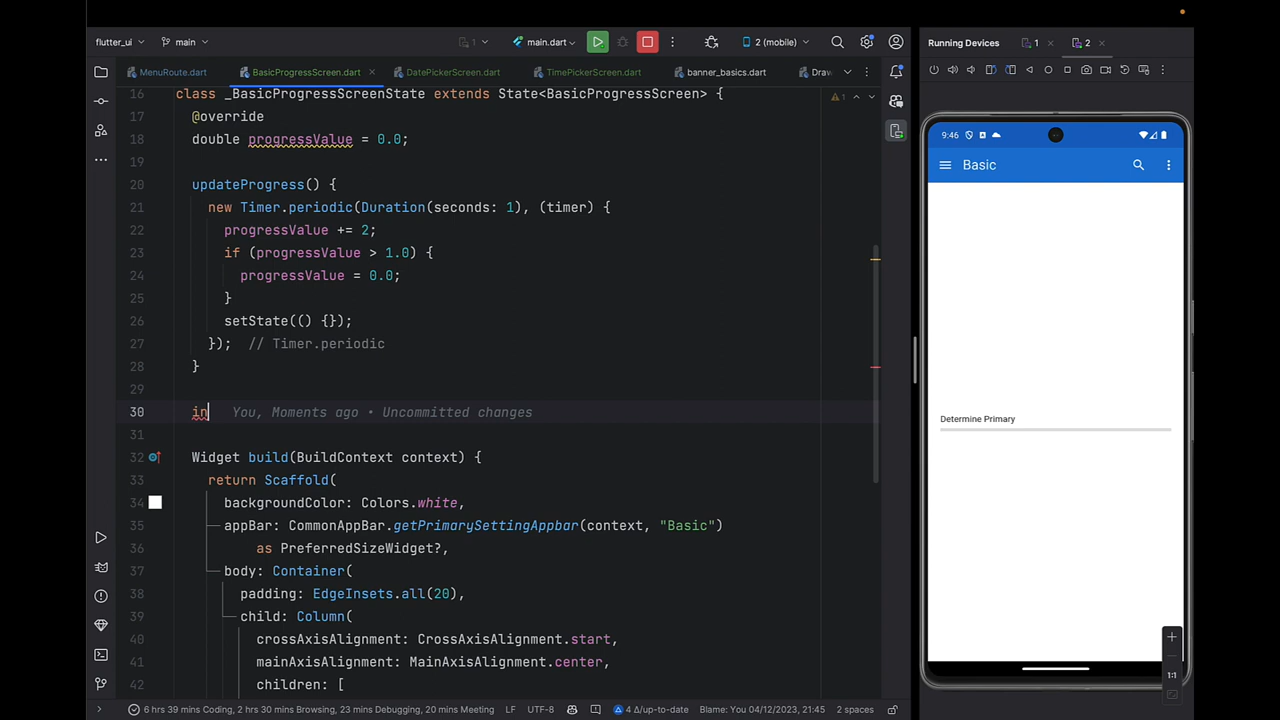 flutter_ui
main
1
main.dart
2 (mobile)
Running Devices
1
2
MenuRoute.dart
BasicProgressScreen.dart
DatePickerScreen.dart
TimePickerScreen.dart
banner_basics.dart
Draw
16 class _BasicProgressScreenState extends State<BasicProgressScreen> {
1
17 @override
18 double progressValue = 0.0;
19
20 updateProgress() {
21 new Timer.periodic(Duration(seconds: 1), (timer) {
22 progressValue += 2;
23 if (progressValue > 1.0) {
24 progressValue = 0.0;
25 }
26 setState(() {});
27 }); // Timer.periodic
28 }
29
30 in You, Moments ago • Uncommitted changes
31
32 Widget build(BuildContext context) {
33 return Scaffold(
34 backgroundColor: Colors.white,
35 appBar: CommonAppBar.getPrimarySettingAppbar(context, "Basic")
36 as PreferredSizeWidget?,
37 body: Container(
38 padding: EdgeInsets.all(20),
39 child: Column(
40 crossAxisAlignment: CrossAxisAlignment.start,
41 mainAxisAlignment: MainAxisAlignment.center,
42 children: [
9:46
Basic
Determine Primary
1:1
6 hrs 39 mins Coding, 2 hrs 30 mins Browsing, 23 mins Debugging, 20 mins Meeting
LF
UTF-8
4 Δ/up-to-date
Blame: You 04/12/2023, 21:45
2 spaces